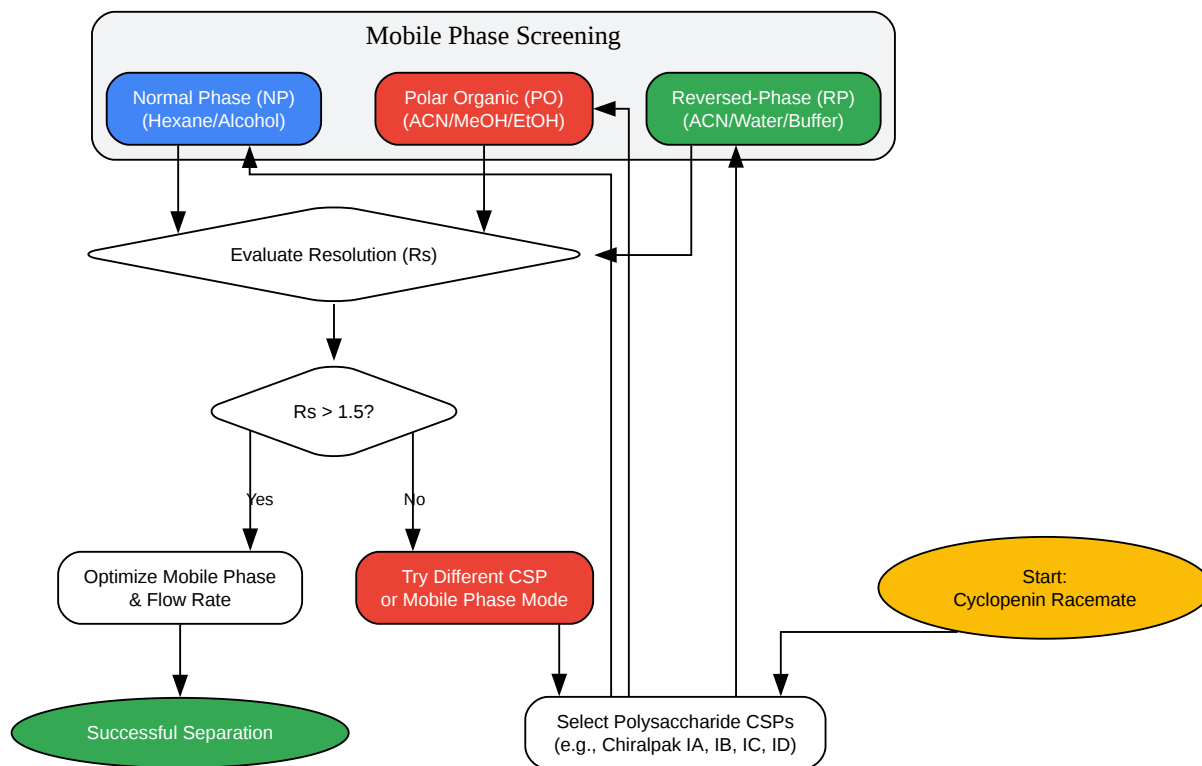 Mobile Phase Screening
Normal Phase (NP)
(Hexane/Alcohol)
Polar Organic (PO)
(ACN/MeOH/EtOH)
Reversed-Phase (RP)
(ACN/Water/Buffer)
Evaluate Resolution (Rs)
Rs > 1.5?
Yes
No
Optimize Mobile Phase
& Flow Rate
Try Different CSP
or Mobile Phase Mode
Start:
Cyclopenin Racemate
Successful Separation
Select Polysaccharide CSPs
(e.g., Chiralpak IA, IB, IC, ID)